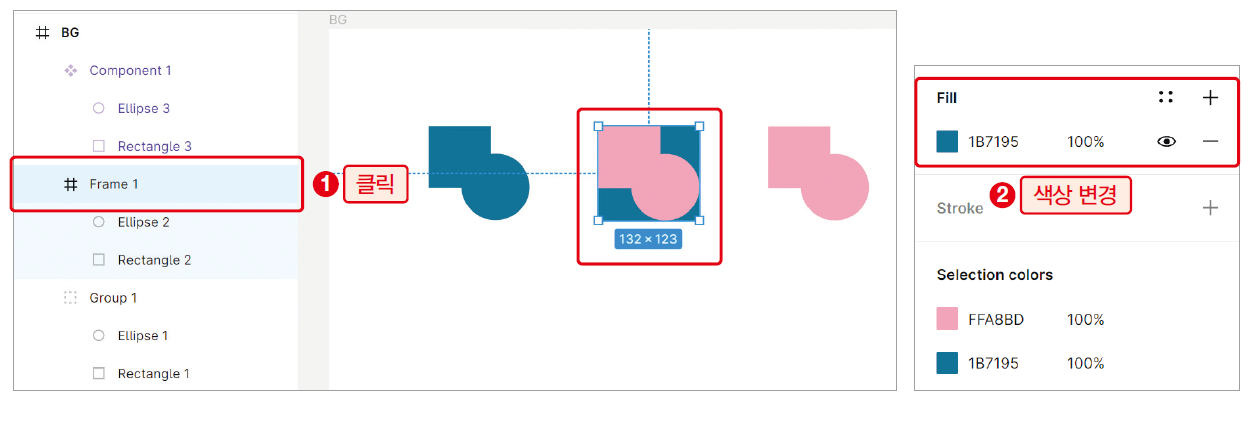 BG
Component 1
Ellipse 3
Rectangle 3
Frame 1
Ellipse 2
Rectangle 2
Group 1
Ellipse 1
Rectangle 1
1 클릭
BG
132 × 123
Fill
1B7195 100%
2 색상 변경
Stroke
Selection colors
FFA8BD 100%
1B7195 100%